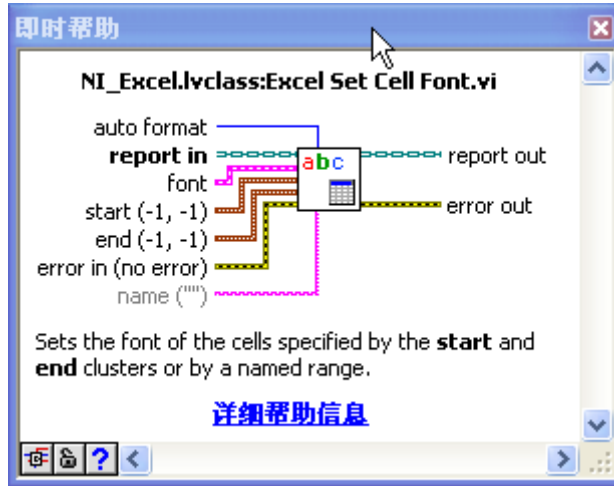 即时帮助
NI_Excel.lvclass:Excel Set Cell Font.vi
auto format
report in
report out
abc
font
start (-1, -1)
error out
end (-1, -1)
error in (no error)
name ("")
Sets the font of the cells specified by the start and
end clusters or by a named range.
详细帮助信息
?